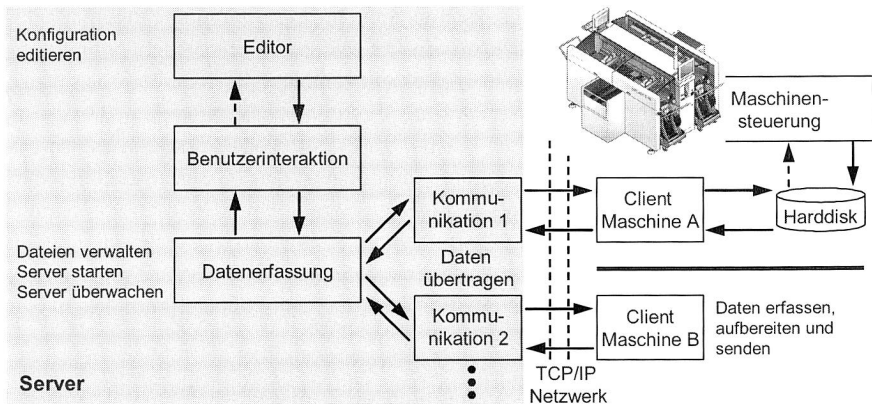 Konfiguration
editieren
Editor
Benutzerinteraktion
Dateien verwalten
Server starten
Server überwachen
Datenerfassung
Kommu-
nikation 1
Daten
übertragen
Kommu-
nikation 2
Server
TCP/IP
Netzwerk
Client
Maschine A
Maschinen-
steuerung
Harddisk
Client
Maschine B
Daten erfassen,
aufbereiten und
senden